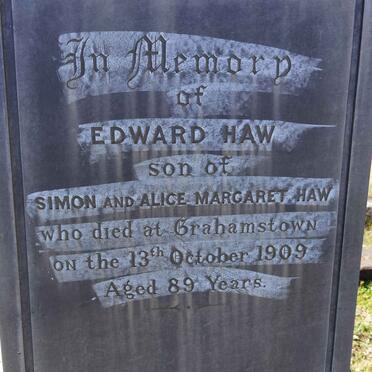 In Memory
of
EDWARD HAW
son of
SIMON AND ALICE MARGARET HAW
who died at Grahamstown
on the 13th October 1909
Aged 89 Years.